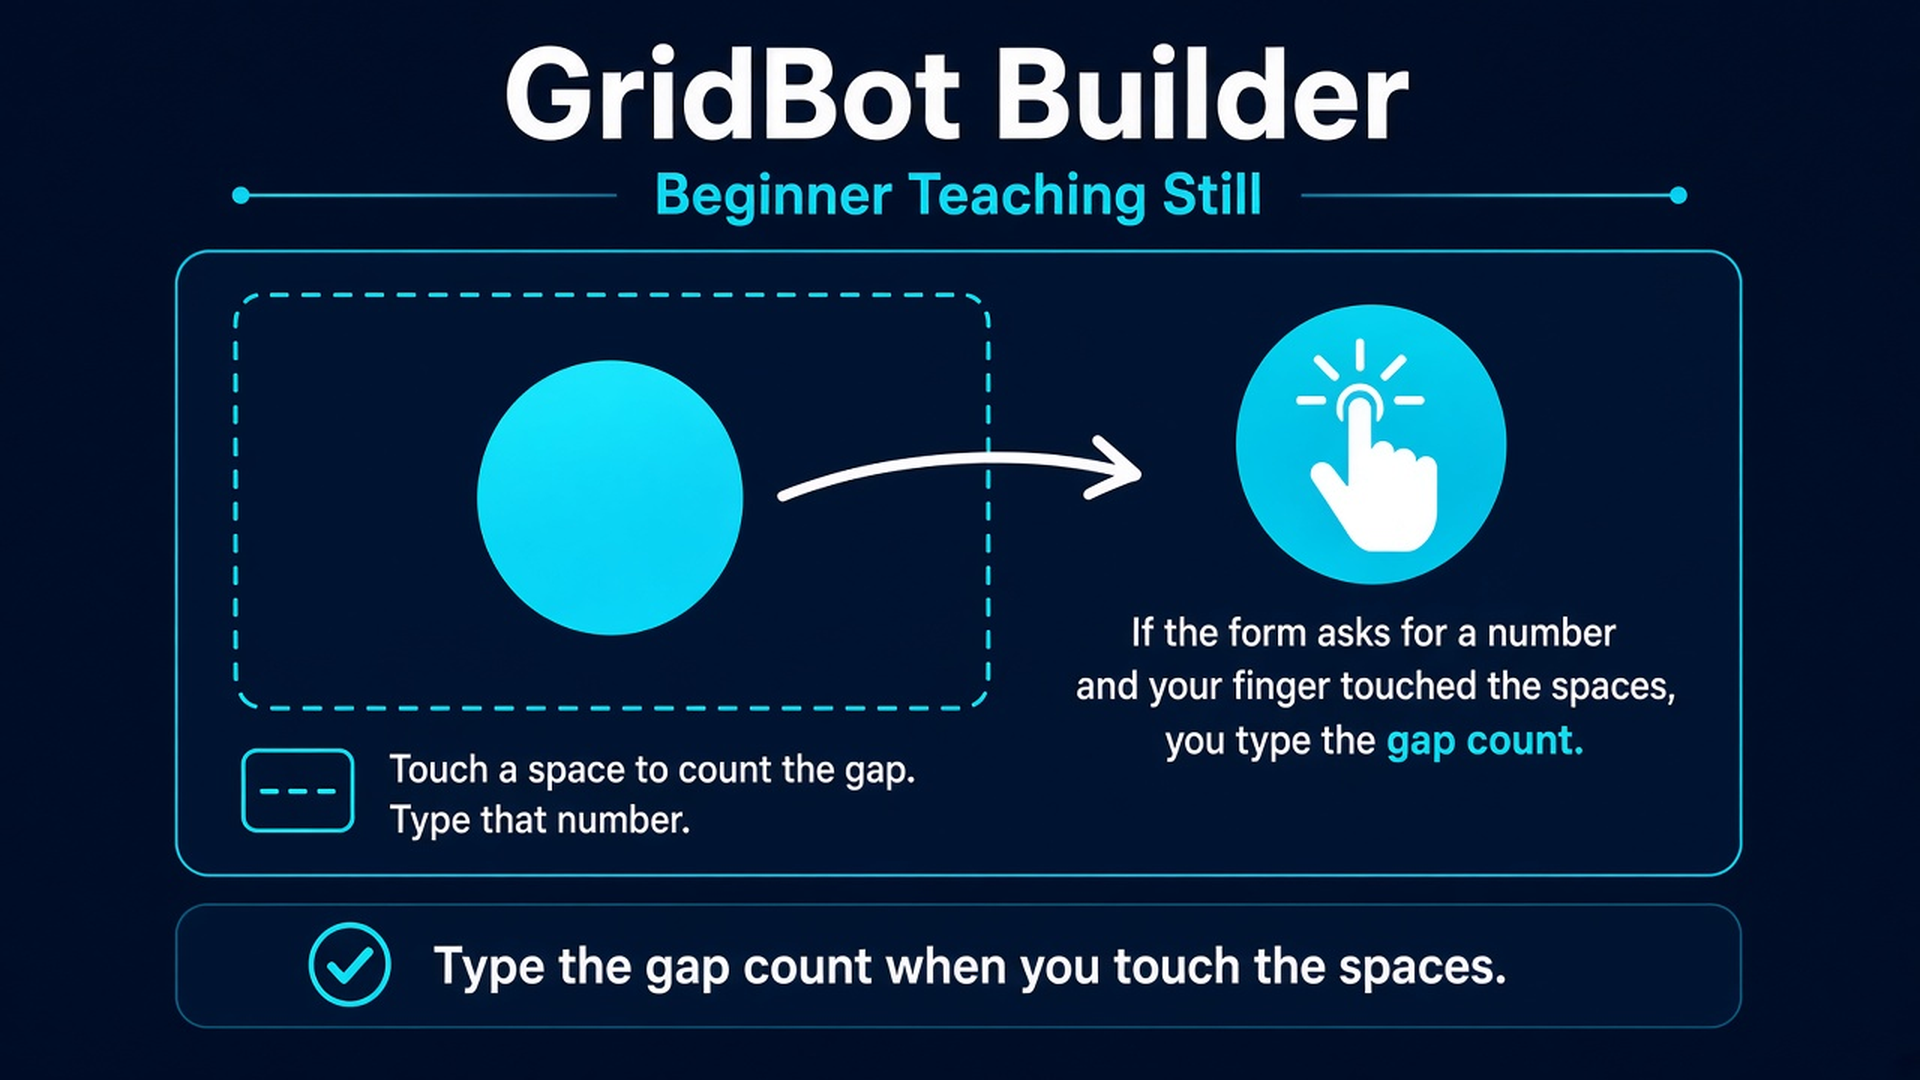 GridBot Builder
Beginner Teaching Still
If the form asks for a number
and your finger touched the spaces,
you type the gap count.
Touch a space to count the gap.
Type that number.
Type the gap count when you touch the spaces.